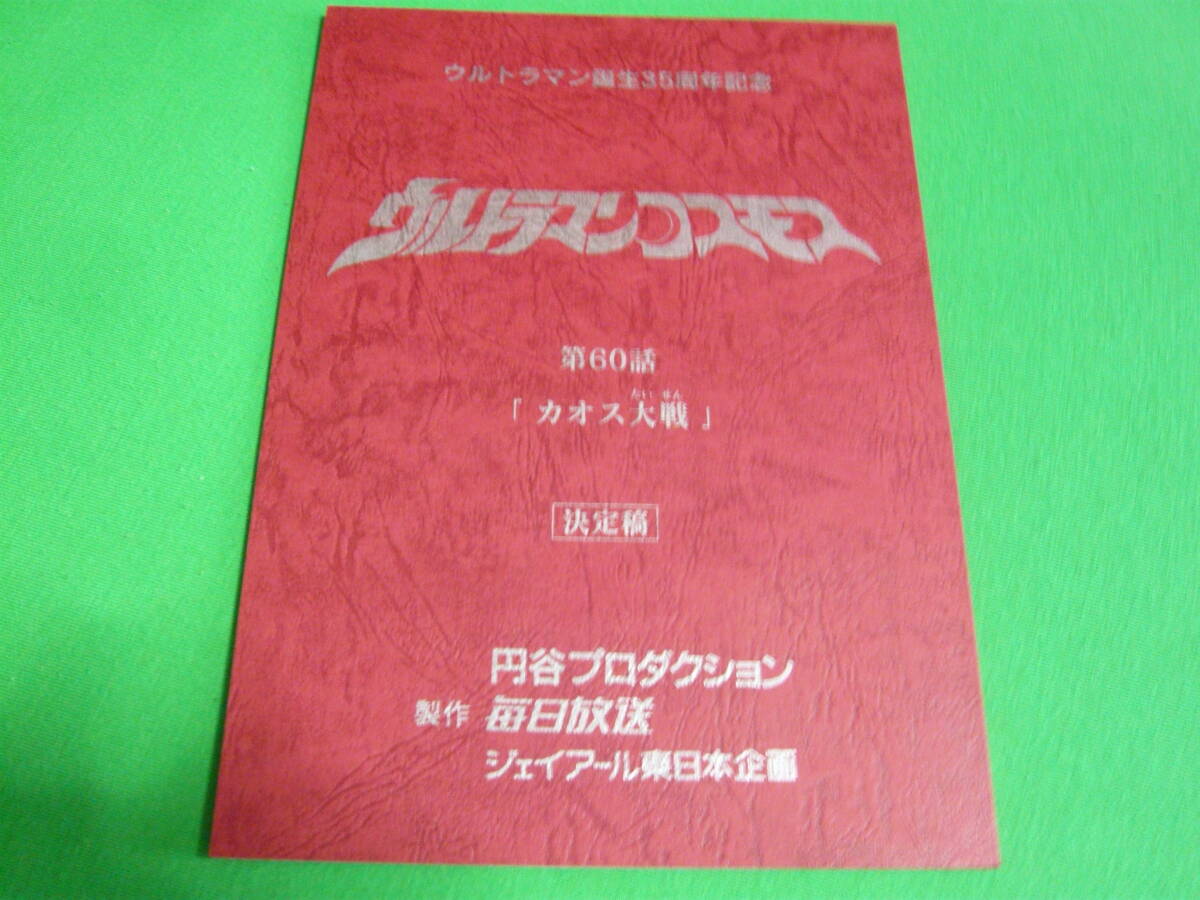 ウルトラマン誕生35周年記念
ウルトラマンコスモス
第60話
たい せん
「カオス大戦」
決定稿
円谷プロダクション
製作 毎日放送
ジェイアール東日本企画